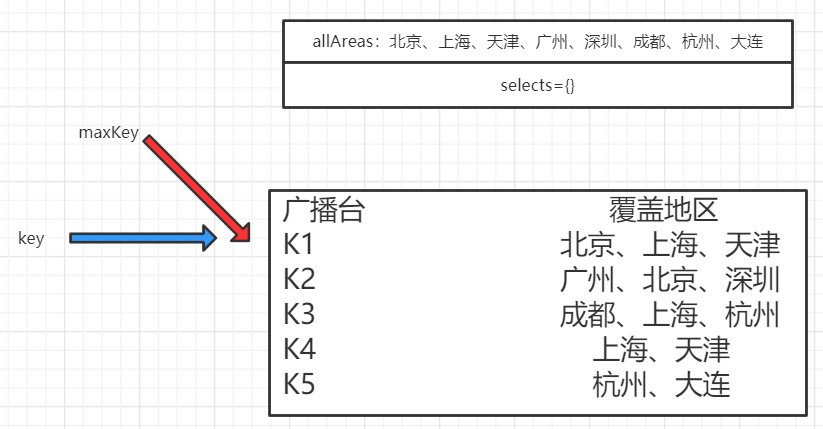 allAreas：北京、上海、天津、广州、深圳、成都、杭州、大连
selects={}
maxKey
key
广播台 覆盖地区
K1 北京、上海、天津
K2 广州、北京、深圳
K3 成都、上海、杭州
K4 上海、天津
K5 杭州、大连